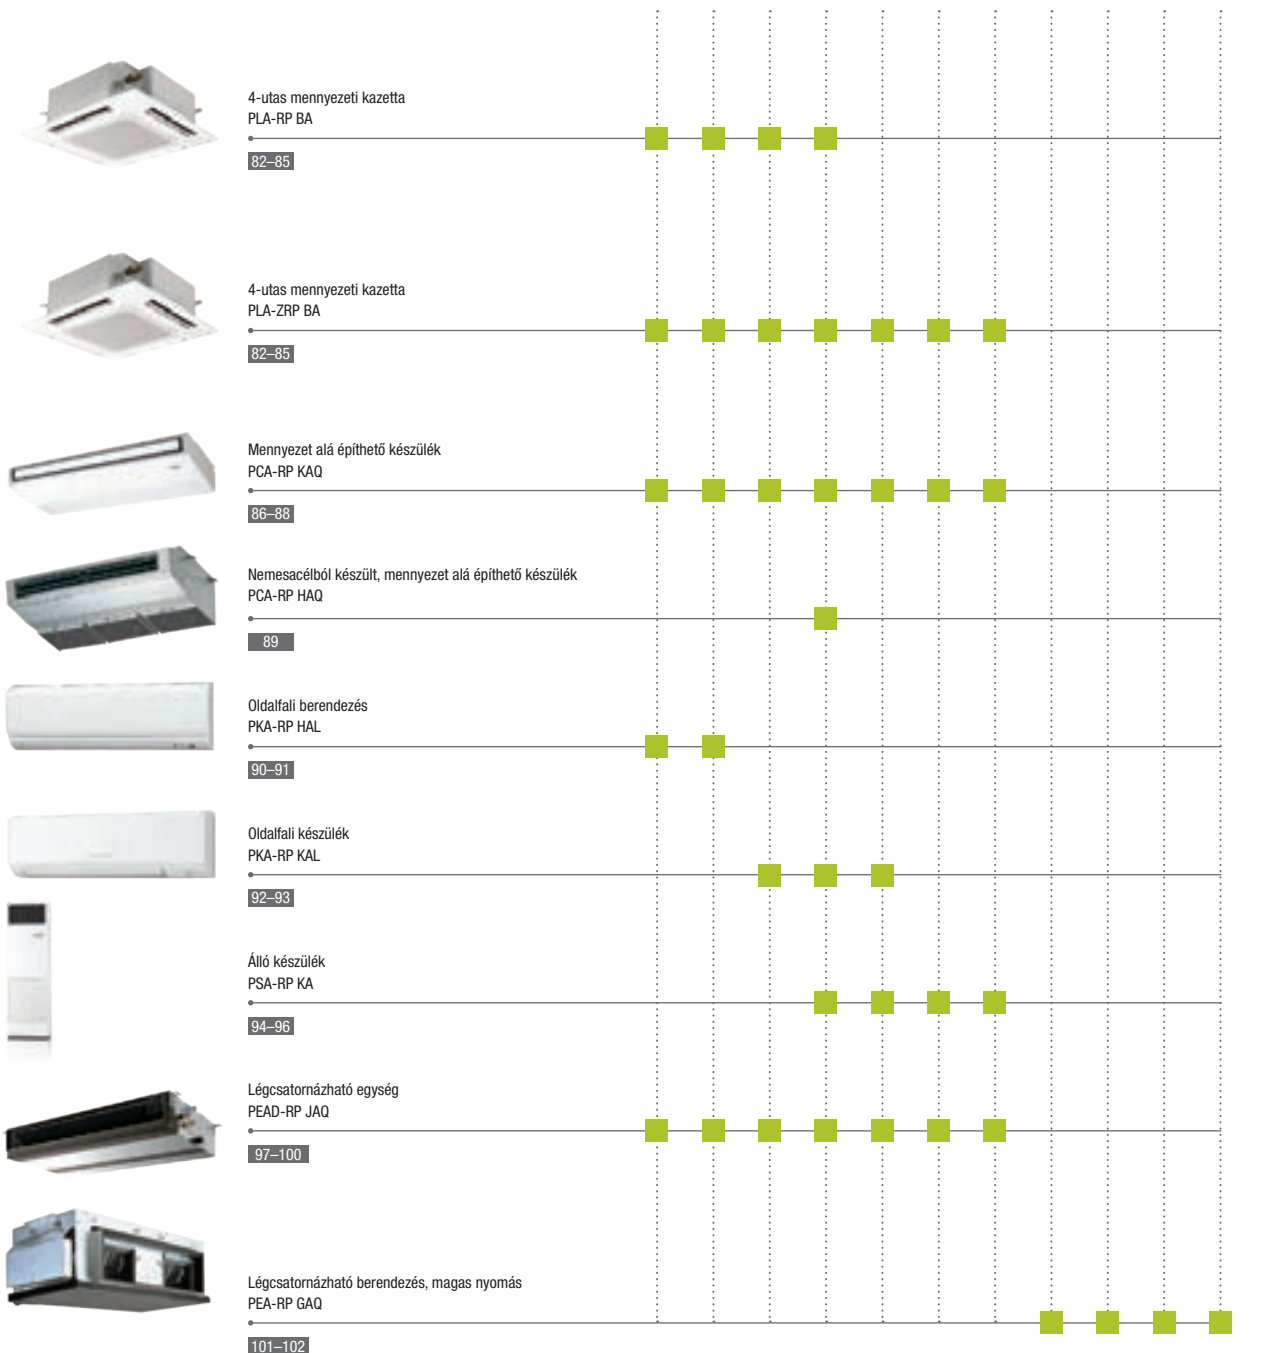 4-utas mennyezeti kazetta
PLA-RP BA
82–85
4-utas mennyezeti kazetta
PLA-ZRP BA
82–85
Mennyezet alá építhető készülék
PCA-RP KAQ
86–88
Nemesacélból készült, mennyezet alá építhető készülék
PCA-RP HAQ
89
Oldalfali berendezés
PKA-RP HAL
90–91
Oldalfali készülék
PKA-RP KAL
92–93
Álló készülék
PSA-RP KA
94–96
Légcsatornázható egység
PEAD-RP JAQ
97–100
Légcsatornázható berendezés, magas nyomás
PEA-RP GAQ
101–102